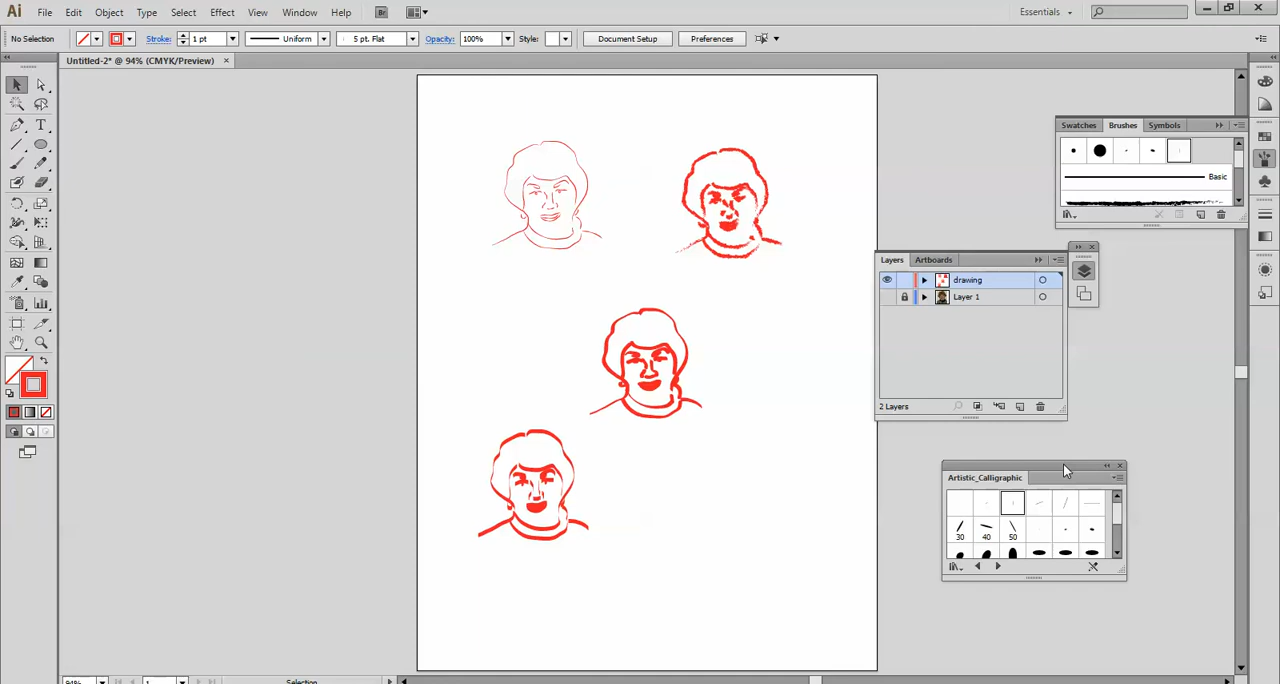 Ai File Edit Object Type Select Effect View Window Help Br Essentials
No Selection Stroke: 1 pt Uniform 5 pt. Flat Opacity: 100% Style: Document Setup Preferences
Untitled-2* @ 94% (CMYK/Preview) ×
Swatches Brushes Symbols
Basic
Layers Artboards
drawing
Layer 1
2 Layers
Artistic_Calligraphic
30 40 50
94% 1 Selection